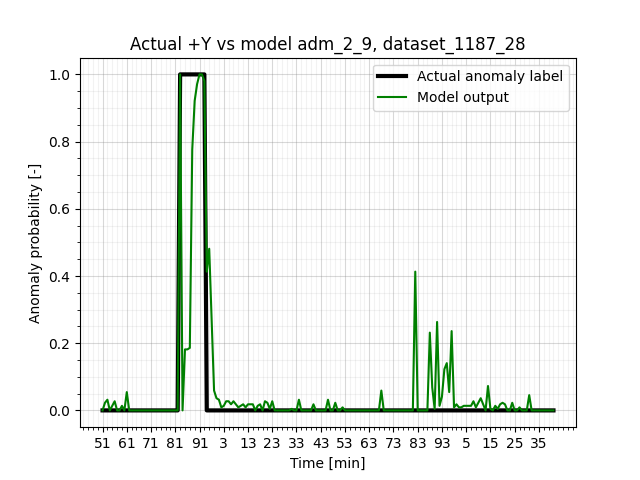 Actual +Y vs model adm_2_9, dataset_1187_28
Actual anomaly label
Model output
Anomaly probability [-]
1.0
0.8
0.6
0.4
0.2
0.0
51 61 71 81 91 3 13 23 33 43 53 63 73 83 93 5 15 25 35
Time [min]